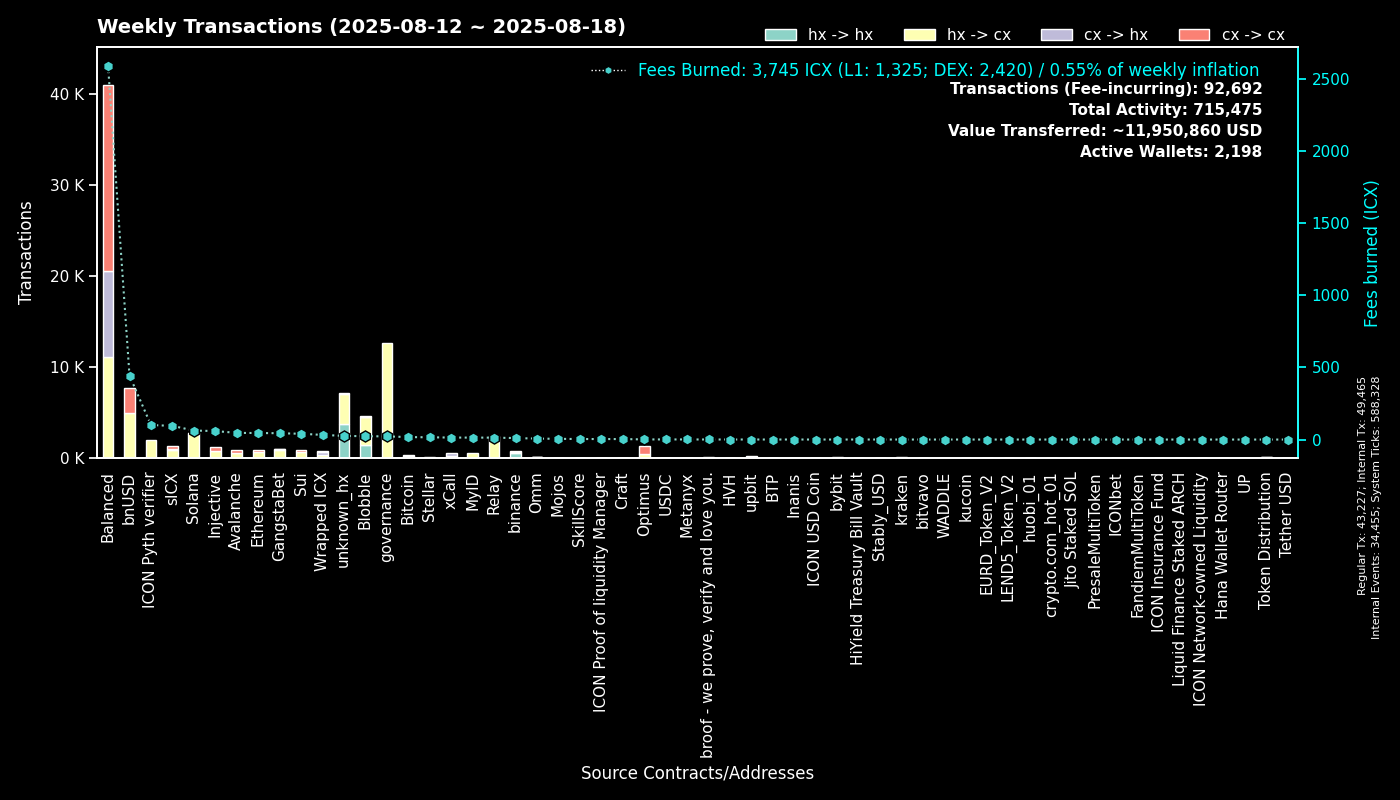 Weekly Transactions (2025-08-12 ~ 2025-08-18)
hx -> hx
hx -> cx
cx -> hx
cx -> cx
Fees Burned: 3,745 ICX (L1: 1,325; DEX: 2,420) / 0.55% of weekly inflation
Transactions (Fee-incurring): 92,692
Total Activity: 715,475
Value Transferred: ~11,950,860 USD
Active Wallets: 2,198
Transactions
40 K
30 K
20 K
10 K
0 K
2500
2000
1500
1000
500
0
Fees burned (ICX)
Regular Tx: 43,227; Internal Tx: 49,465
Internal Events: 34,455; System Ticks: 588,328
Balanced
bnUSD
ICON Pyth verifier
sICX
Solana
Injective
Avalanche
Ethereum
GangstaBet
Sui
Wrapped ICX
unknown_hx
Blobble
governance
Bitcoin
Stellar
xCall
MyID
Relay
binance
Omm
Mojos
SkillScore
ICON Proof of liquidity Manager
Craft
Optimus
USDC
Metanyx
broof - we prove, verify and love you.
HVH
upbit
BTP
Inanis
ICON USD Coin
bybit
HiYield Treasury Bill Vault
Stably_USD
kraken
bitvavo
WADDLE
kucoin
EURD_Token_V2
LEND5_Token_V2
huobi_01
crypto.com_hot_01
Jito Staked SOL
PresaleMultiToken
ICONbet
FandiemMultiToken
ICON Insurance Fund
Liquid Finance Staked ARCH
ICON Network-owned Liquidity
Hana Wallet Router
UP
Token Distribution
Tether USD
Source Contracts/Addresses